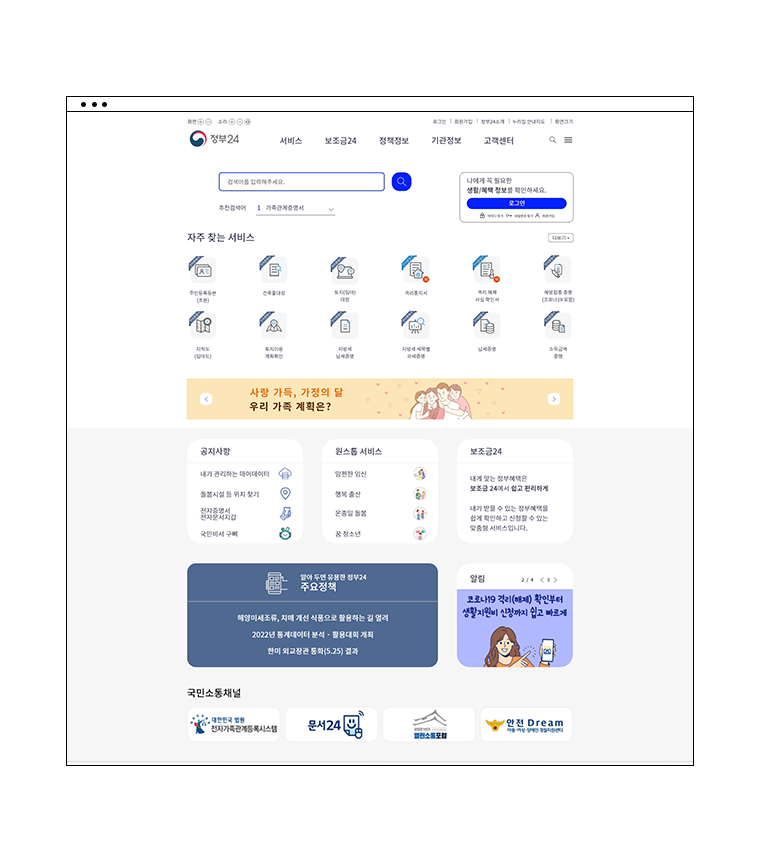 화면
소리
로그인 | 회원가입 | 정부24소개 | 누리집 안내지도 | 화면크기
정부24
서비스 보조금24 정책정보 기관정보 고객센터
검색어를 입력해주세요.
추천검색어 1 가족관계증명서
나에게 꼭 필요한
생활/혜택 정보를 확인하세요.
로그인
회원가입
자주 찾는 서비스
더보기 +
주민등록등본
(초본)
건축물대장
토지(임야)
대장
격리통지서
격리 해제
사실 확인서
예방접종 증명
(코로나19 포함)
지적도
(임야도)
토지이용
계획확인
지방세
납세증명
지방세 세목별
과세증명
납세증명
소득금액
증명
사랑 가득, 가정의 달
우리 가족 계획은?
공지사항
내가 관리하는 마이데이터
돌봄시설 등 위치 찾기
전자증명서
전자문서지갑
국민비서 구삐
원스톱 서비스
맘편한 임신
행복 출산
온종일 돌봄
꿈 청소년
보조금24
내게 맞는 정부혜택은
보조금 24에서 쉽고 편리하게
내가 받을 수 있는 정부혜택을
쉽게 확인하고 신청할 수 있는
맞춤형 서비스입니다.
알아 두면 유용한 정부24
주요정책
해양미세조류, 치매 개선 식품으로 활용하는 길 열려
2022년 통계데이터 분석 · 활용대회 개최
한미 외교장관 통화(5.25) 결과
알림 2 / 4
코로나19 격리(해제) 확인부터
생활지원비 신청까지 쉽고 빠르게
국민소통채널
대한민국 법원
전자가족관계등록시스템
문서24
열린소통포럼
안전 Dream
아동·여성·장애인 경찰지원센터